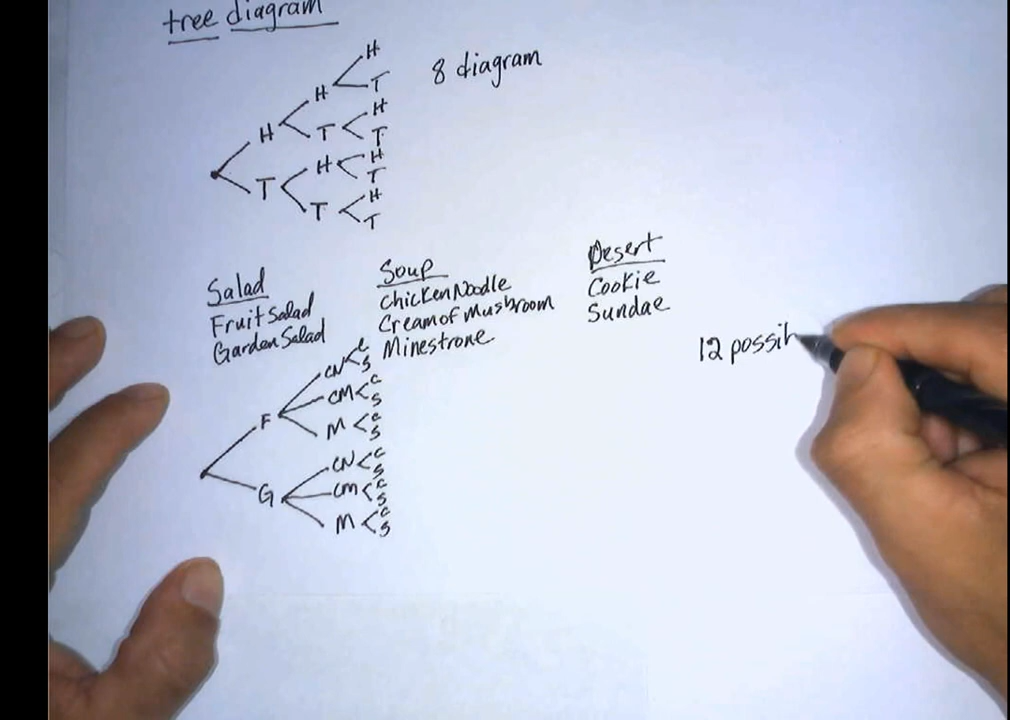 tree diagram
H
H T
8 diagram
H H
T T
H H
T T
T H
T
Salad Soup Desert
Fruit Salad Chicken Noodle Cookie
Garden Salad Cream of Mushroom Sundae
Minestrone
12 possib
CN C
S
F CM C
S
M C
S
CN C
S
G CM C
S
M C
S